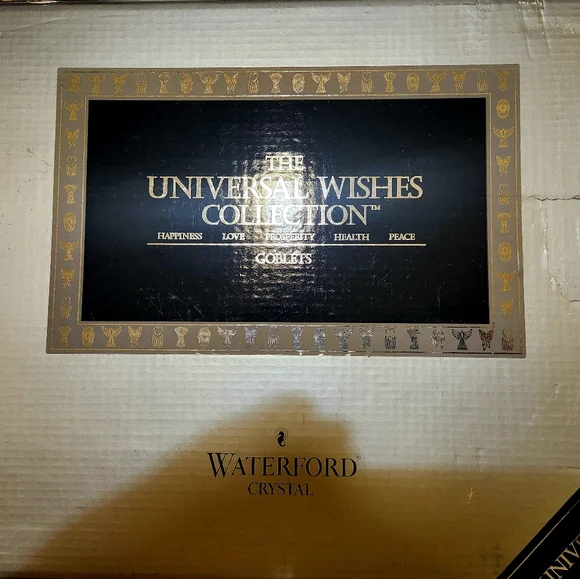 THE
UNIVERSAL WISHES
COLLECTION™
HAPPINESS LOVE PROSPERITY HEALTH PEACE
GOBLETS
WATERFORD
CRYSTAL